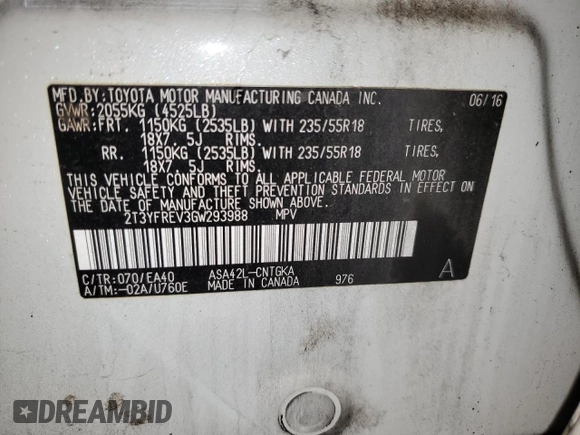 MFD. BY:TOYOTA MOTOR MANUFACTURING CANADA INC. 06/16
GVWR:2055KG (4525LB)
GAWR:FRT. 1150KG (2535LB) WITH 235/55R18 TIRES,
18X7. 5J RIMS.
RR. 1150KG (2535LB) WITH 235/55R18 TIRES,
18X7. 5J RIMS.
THIS VEHICLE CONFORMS TO ALL APPLICABLE FEDERAL MOTOR
VEHICLE SAFETY AND THEFT PREVENTION STANDARDS IN EFFECT
ON THE DATE OF MANUFACTURE SHOWN ABOVE.
2T3YFREV3GW293988 MPV
C/TR:070/EA40 ASA42L-CNTGKA A
A/TM:-02A/U760E MADE IN CANADA 976
DREAMBID